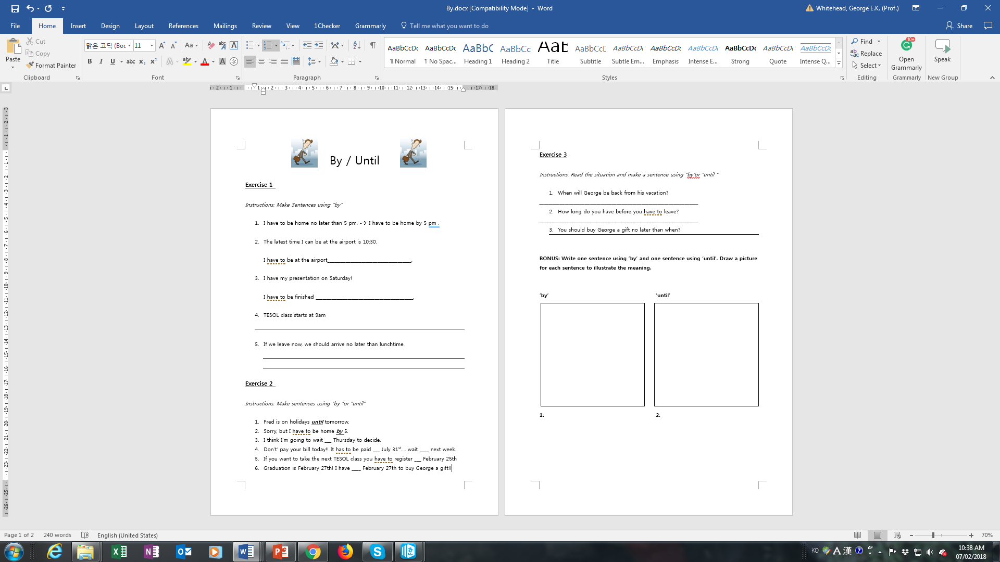 By.docx [Compatibility Mode] - Word
Whitehead, George E.K. (Prof.)
File Home Insert Design Layout References Mailings Review View 1Checker Grammarly Tell me what you want to do Share
Paste
Cut
Copy
Format Painter
Clipboard
맑은 고딕 (Boc 11
Font
Paragraph
AaBbCcDc AaBbCcDc AaBbC AaBbCc AaB AaBbCcD AaBbCcDc AaBbCcDc AaBbCcDc AaBbCcDc AaBbCcDc AaBbCcDc
¶ Normal ¶ No Spac... Heading 1 Heading 2 Title Subtitle Subtle Em... Emphasis Intense E... Strong Quote Intense Q...
Styles
Find
Replace
Select
Editing
10+
Open Grammarly
Grammarly
Speak
New Group
By / Until
Exercise 1
Instructions: Make Sentences using "by"
1. I have to be home no later than 5 pm. -→ I have to be home by 5 pm .
2. The latest time I can be at the airport is 10:30.
I have to be at the airport______________________________.
3. I have my presentation on Saturday!
I have to be finished ___________________________________.
4. TESOL class starts at 9am
5. If we leave now, we should arrive no later than lunchtime.
Exercise 2
Instructions: Make sentences using "by "or "until"
1. Fred is on holidays until tomorrow.
2. Sorry, but I have to be home by 5.
3. I think I'm going to wait ___ Thursday to decide.
4. Don't' pay your bill today!! It has to be paid ___ July 31st.... wait ____ next week.
5. If you want to take the next TESOL class you have to register ___ February 25th
6. Graduation is February 27th! I have ____ February 27th to buy George a gift!!
Exercise 3
Instructions: Read the situation and make a sentence using "by"or "until "
1. When will George be back from his vacation?
2. How long do you have before you have to leave?
3. You should buy George a gift no later than when?
BONUS: Write one sentence using 'by' and one sentence using 'until'. Draw a picture
for each sentence to illustrate the meaning.
'by' 'until'
1. 2.
Page 1 of 2 240 words English (United States) 70%
KO A 漢
10:38 AM
07/02/2018